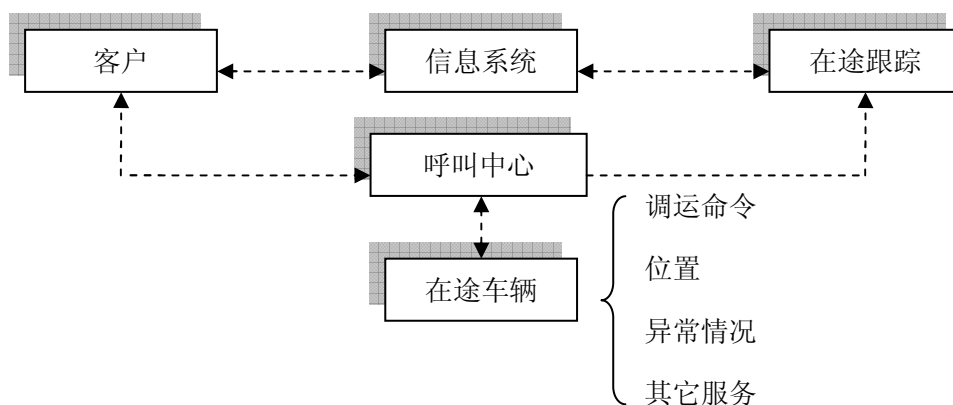 客户
信息系统
在途跟踪
呼叫中心
调运命令
位置
在途车辆
异常情况
其它服务